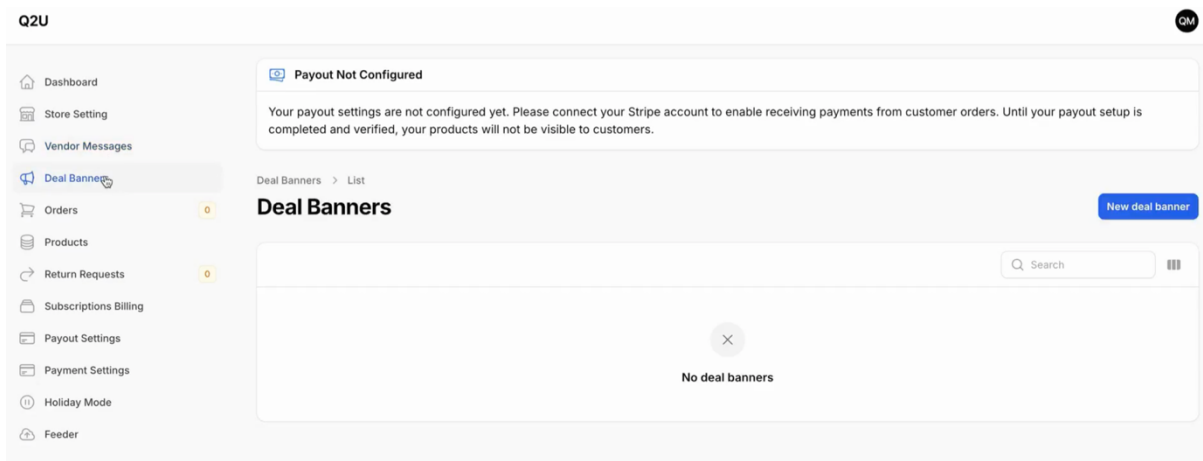 Q2U
QM
Dashboard
Store Setting
Vendor Messages
Deal Banners
Orders 0
Products
Return Requests 0
Subscriptions Billing
Payout Settings
Payment Settings
Holiday Mode
Feeder
Payout Not Configured
Your payout settings are not configured yet. Please connect your Stripe account to enable receiving payments from customer orders. Until your payout setup is
completed and verified, your products will not be visible to customers.
Deal Banners > List
Deal Banners
New deal banner
Search
No deal banners